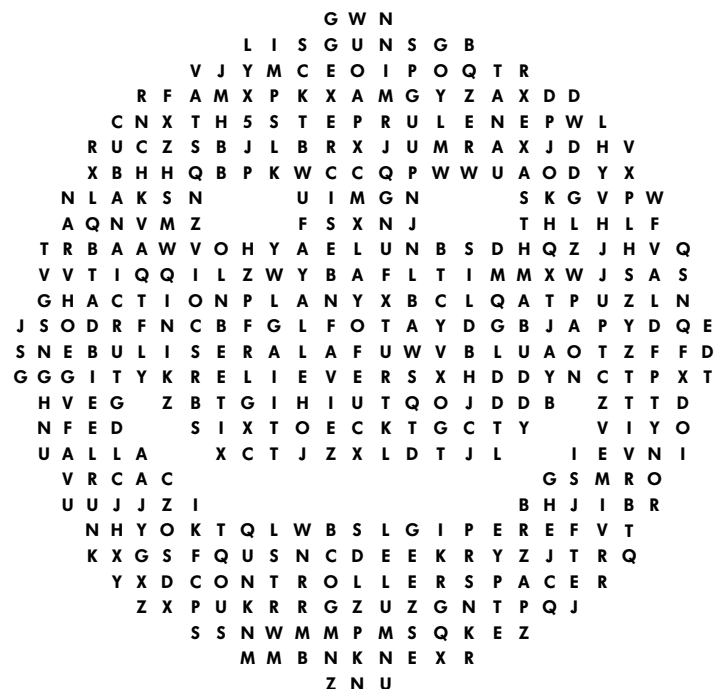 G W N
L I S G U N S G B
V J Y M C E O I P O Q T R
R F A M X P K X A M G Y Z A X D D
C N X T H 5 S T E P R U L E N E P W L
R U C Z S B J L B R X J U M R A X J D H V
X B H H Q B P K W C C Q P W W U A O D Y X
N L A K S N U I M G N S K G V P W
A Q N V M Z F S X N J T H L H L F
T R B A A W V O H Y A E L U N B S D H Q Z J H V Q
V V T I Q Q I L Z W Y B A F L T I M M X W J S A S
G H A C T I O N P L A N Y X B C L Q A T P U Z L N
J S O D R F N C B F G L F O T A Y D G B J A P Y D Q E
S N E B U L I S E R A L A F U W V B L U A O T Z F F D
G G G I T Y K R E L I E V E R S X H D D Y N C T P X T
H V E G Z B T G I H I U T Q O J D D B Z T T D
N F E D S I X T O E C K T G C T Y V I Y O
U A L L A X C T J Z X L D T J L I E V N I
V R C A C G S M R O
U U J J Z I B H J I B R
N H Y O K T Q L W B S L G I P E R E F V T
K X G S F Q U S N C D E E K R Y Z J T R Q
Y X D C O N T R O L L E R S P A C E R
Z X P U K R R G Z U Z G N T P Q J
S S N W M M P M S Q K E Z
M M B N K N E X R
Z N U